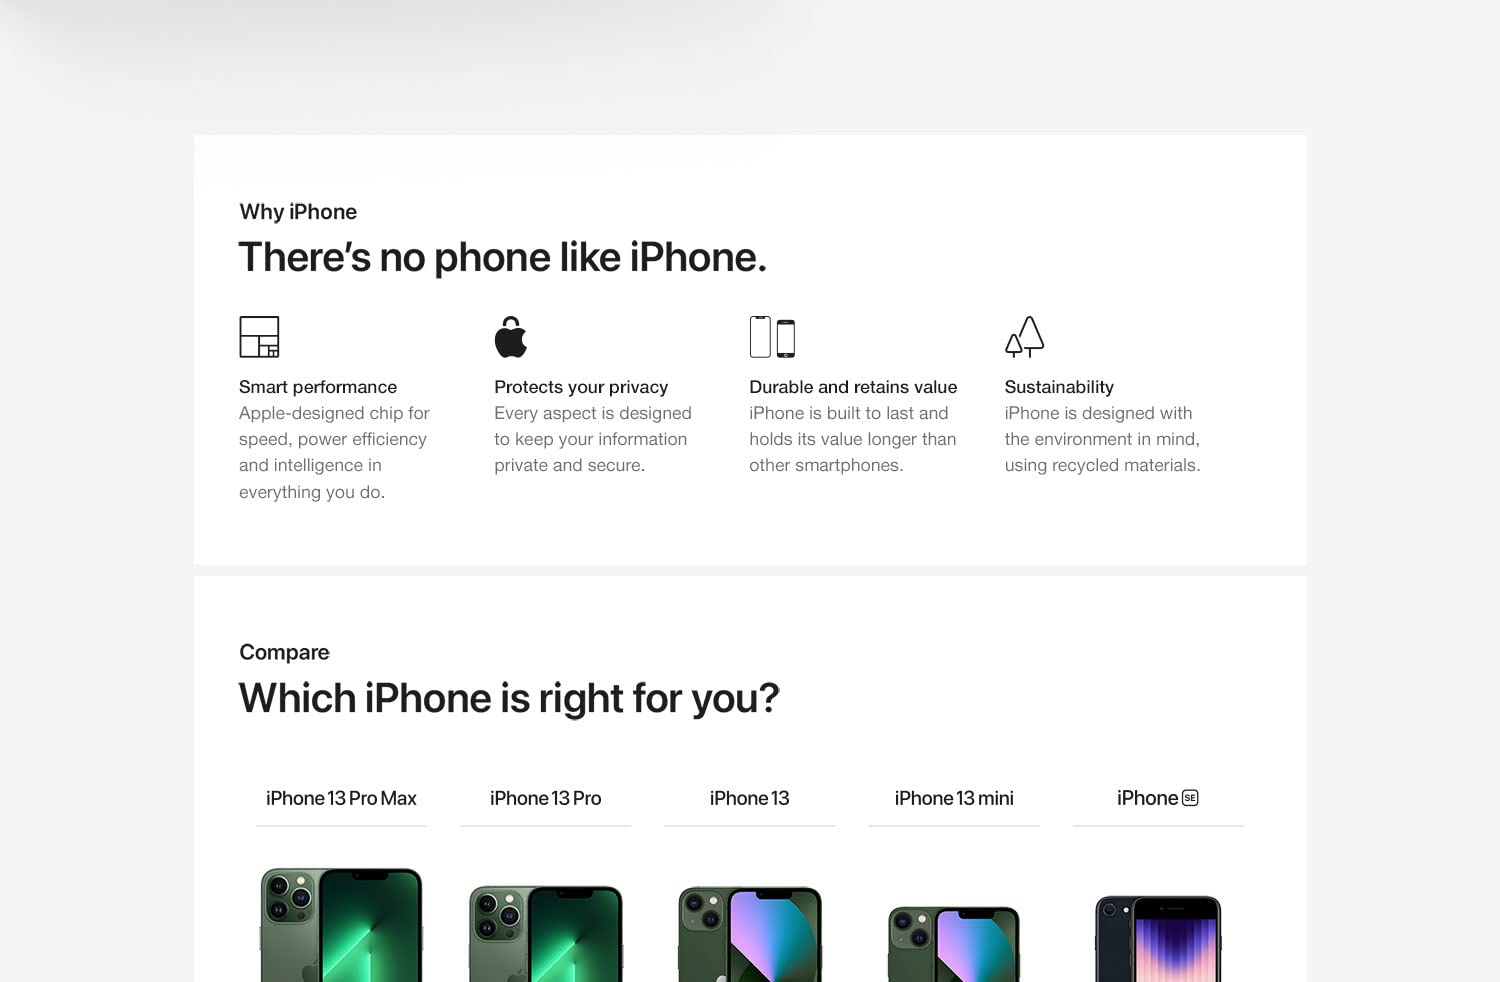 Why iPhone
There's no phone like iPhone.
Smart performance
Apple-designed chip for
speed, power efficiency
and intelligence in
everything you do.
Protects your privacy
Every aspect is designed
to keep your information
private and secure.
Durable and retains value
iPhone is built to last and
holds its value longer than
other smartphones.
Sustainability
iPhone is designed with
the environment in mind,
using recycled materials.
Compare
Which iPhone is right for you?
iPhone 13 Pro Max
iPhone 13 Pro
iPhone 13
iPhone 13 mini
iPhone SE